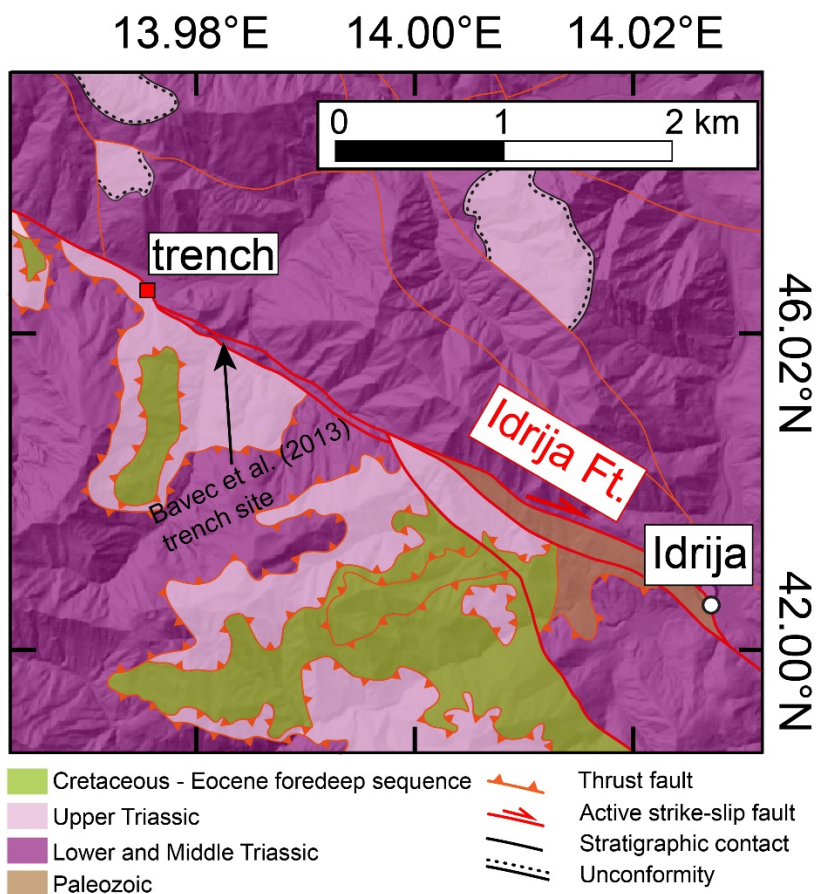 13.98°E 14.00°E 14.02°E
0 1 2 km
trench
46.02°N
Idrija Ft.
Bavec et al. (2013)
trench site
Idrija
42.00°N
Cretaceous - Eocene foredeep sequence
Upper Triassic
Lower and Middle Triassic
Paleozoic
Thrust fault
Active strike-slip fault
Stratigraphic contact
Unconformity